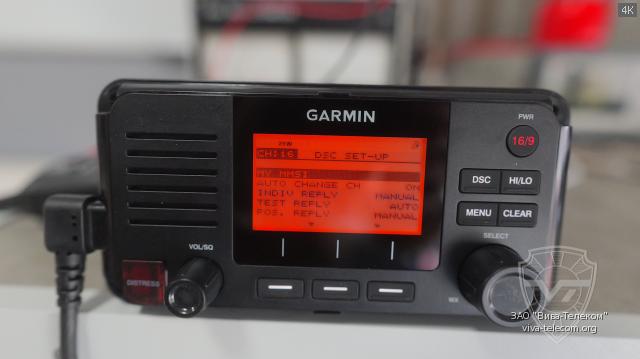 4K
GARMIN
PWR
16/9
25W
CH:16 DSC SET-UP
MY MMSI
AUTO CHANGE CH ON
INDIV REPLY MANUAL
TEST REPLY AUTO
POS. REPLY MANUAL
DSC HI/LO
MENU CLEAR
VOL/SQ
SELECT
DISTRESS
WX
ЗАО "Вива-Телеком"
viva-telecom.org